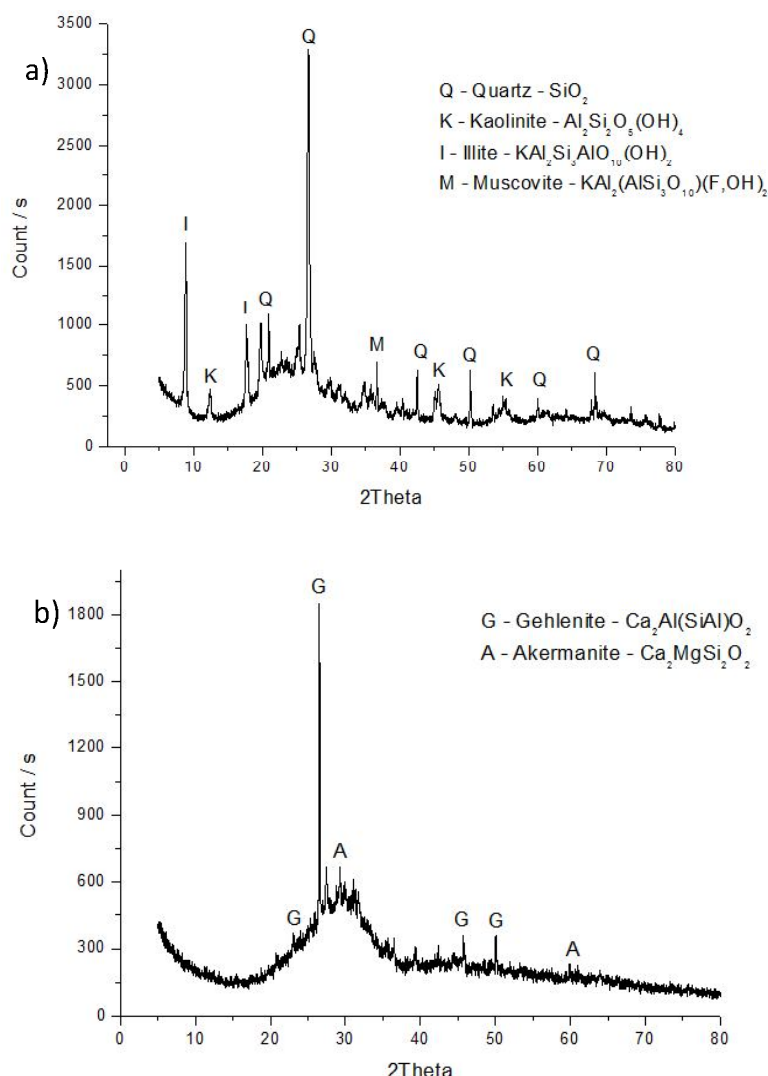 a)
Q - Quartz - SiO₂
K - Kaolinite - Al₂Si₂O₅(OH)₄
I - Illite - KAl₂Si₃AlO₁₀(OH)₂
M - Muscovite - KAl₂(AlSi₃O₁₀)(F,OH)₂
Count / s
3500
3000
2500
2000
1500
1000
500
0
I
K
I
Q
Q
M
Q
K
Q
K
Q
Q
0 10 20 30 40 50 60 70 80
2Theta
b)
G - Gehlenite - Ca₂Al(SiAl)O₂
A - Akermanite - Ca₂MgSi₂O₂
Count / s
1800
1500
1200
900
600
300
0
G
G
A
G
G
A
0 10 20 30 40 50 60 70 80
2Theta